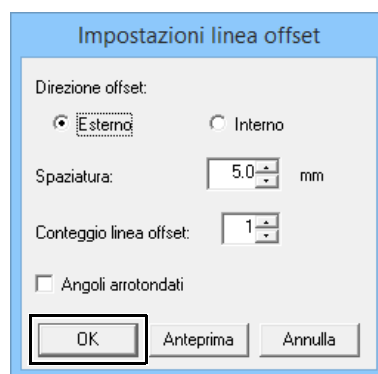 Impostazioni linea offset
Direzione offset:
Esterno Interno
Spaziatura: 5.0 mm
Conteggio linea offset: 1
Angoli arrotondati
OK Anteprima Annulla